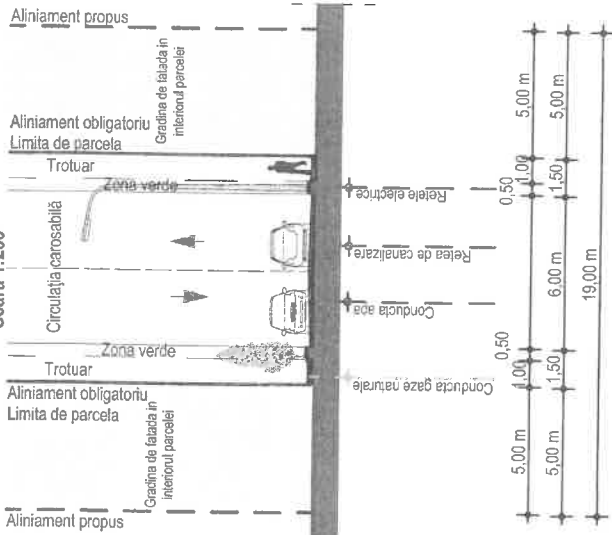 Aliniament propus
Gradina de fatada in
interiorul parcelei
Aliniament obligatoriu
Limita de parcela
Trotuar
Zona verde
Circulația carosabilă
Zona verde
Trotuar
Aliniament obligatoriu
Limita de parcela
Gradina de fatada in
interiorul parcelei
Aliniament propus
Retele electrice
Retea de canalizare
Conducta apa
Conducta gaze naturale
5,00 m
1,00
0,50
0,50
1,00
5,00 m
5,00 m
1,50
6,00 m
1,50
5,00 m
19,00 m